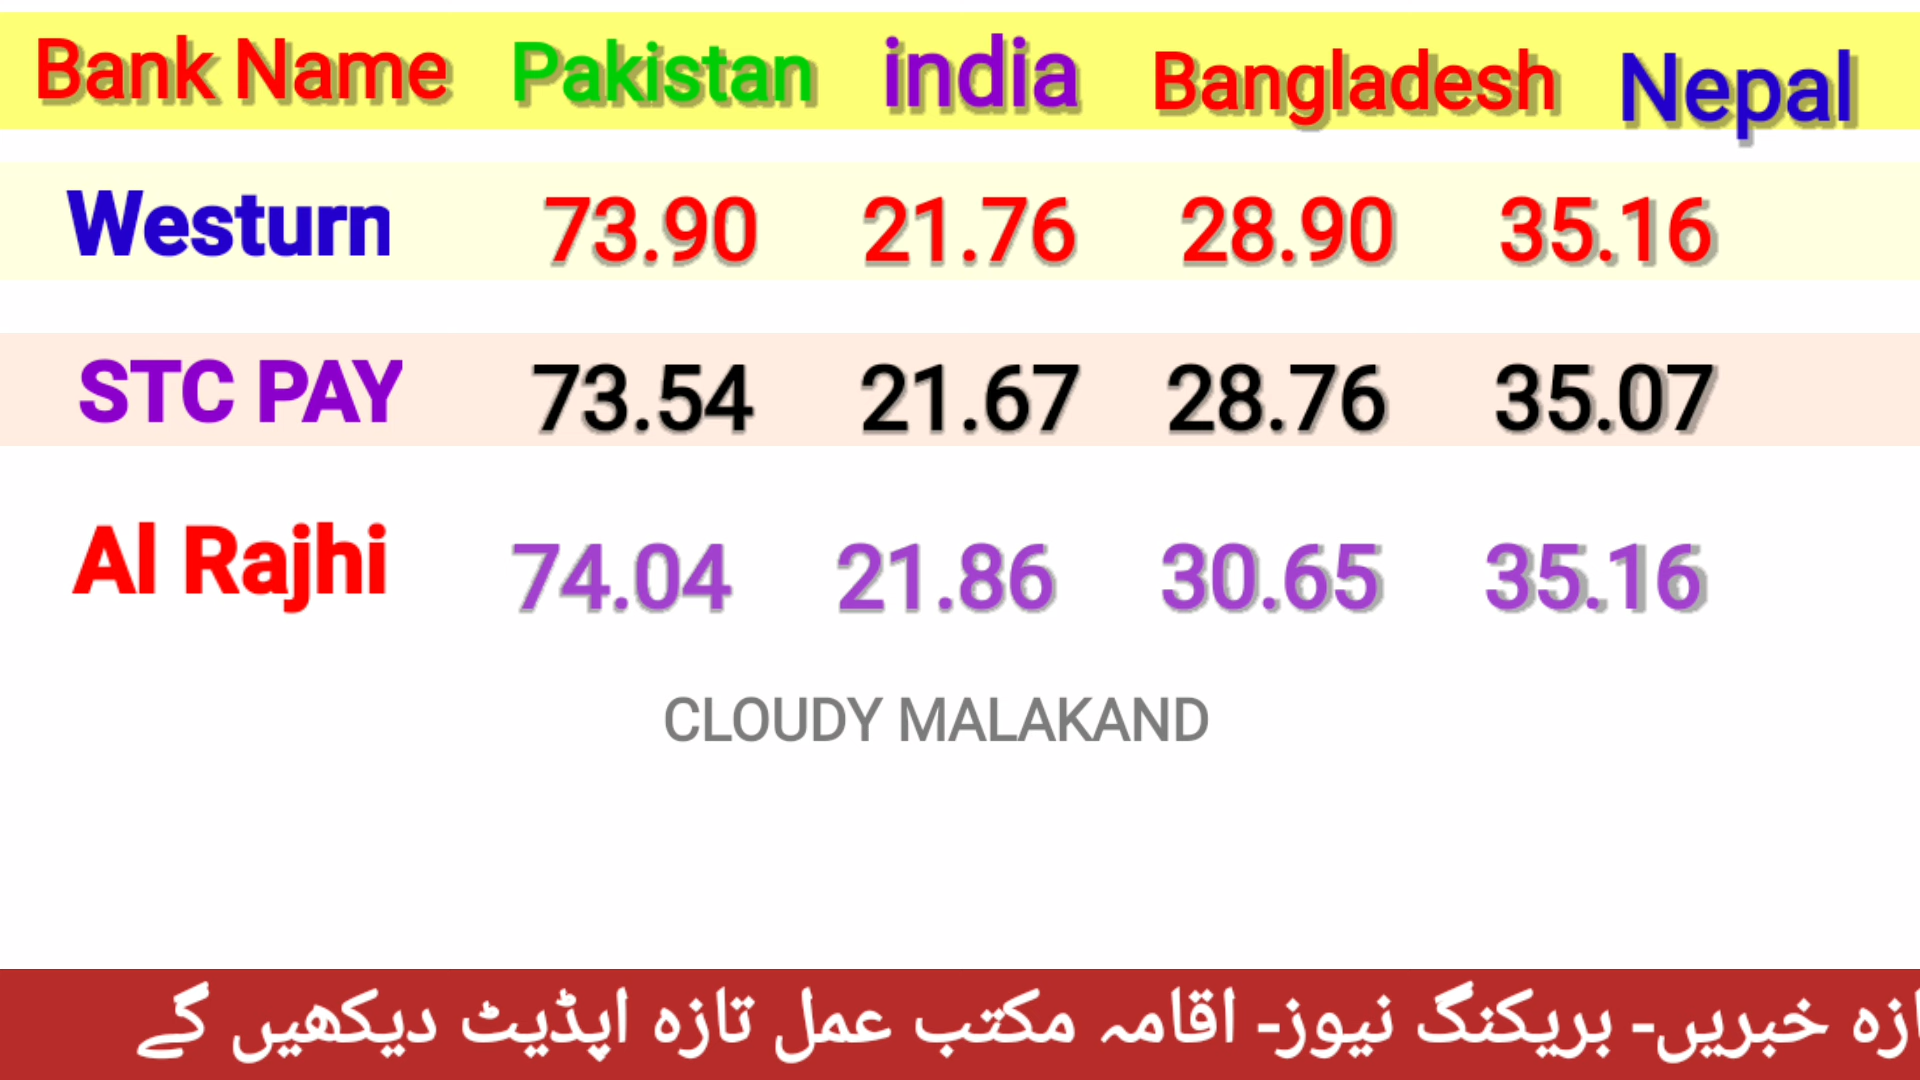 Bank Name Pakistan india Bangladesh Nepal
Westurn 73.90 21.76 28.90 35.16
STC PAY 73.54 21.67 28.76 35.07
Al Rajhi 74.04 21.86 30.65 35.16
CLOUDY MALAKAND
خبریں- بریکنگ نیوز- اقامہ مکتب عمل تازہ اپڈیٹ دیکھیں گے